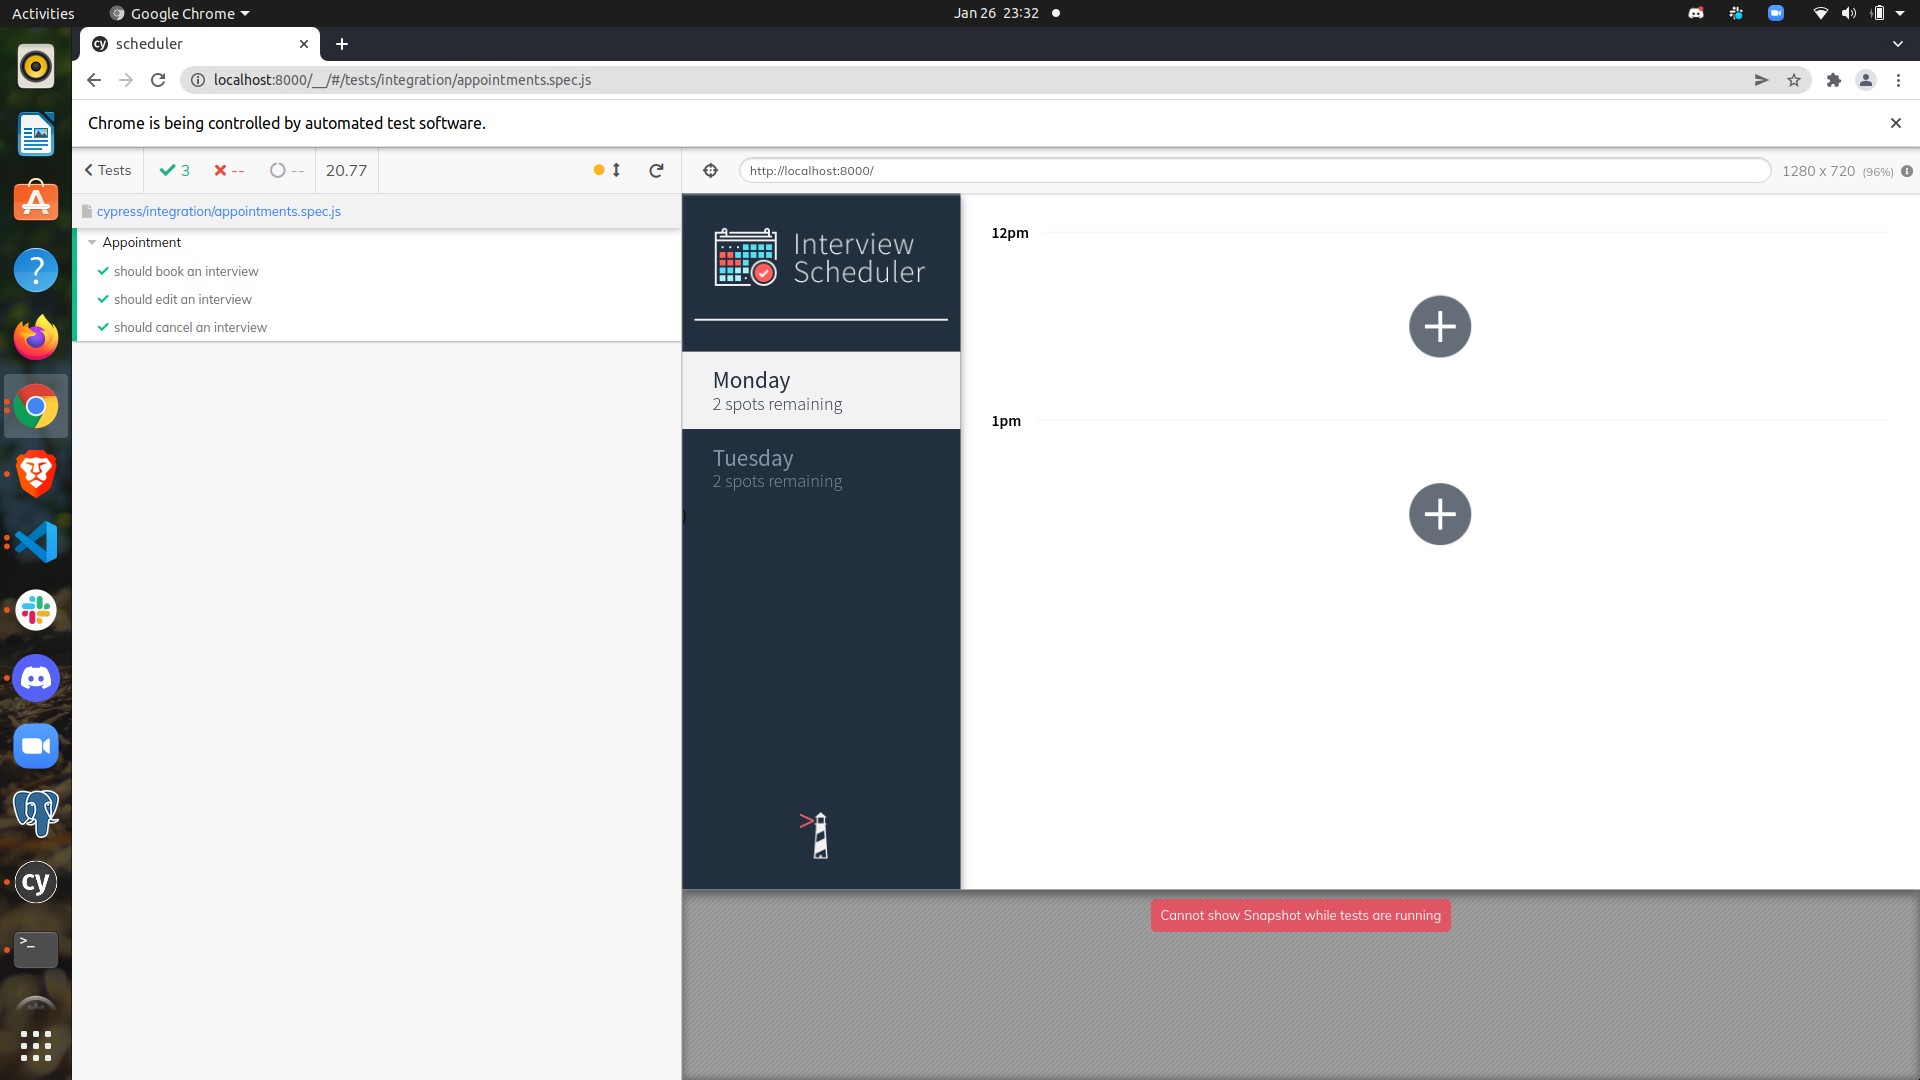 Activities
Google Chrome
Jan 26 23:32
cy scheduler
localhost:8000/__/#/tests/integration/appointments.spec.js
Chrome is being controlled by automated test software.
Tests
3
--
--
20.77
http://localhost:8000/
1280 x 720 (96%)
cypress/integration/appointments.spec.js
Appointment
should book an interview
should edit an interview
should cancel an interview
Interview
Scheduler
Monday
2 spots remaining
Tuesday
2 spots remaining
12pm
1pm
Cannot show Snapshot while tests are running
cy
>_